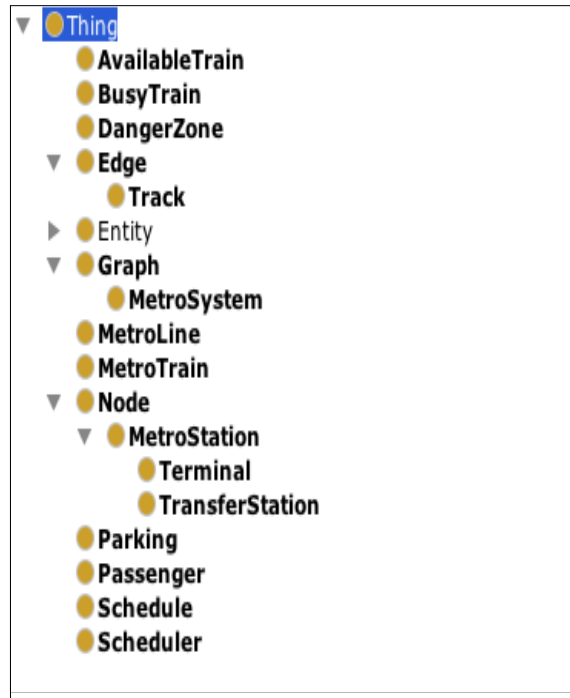 Thing
AvailableTrain
BusyTrain
DangerZone
Edge
Track
Entity
Graph
MetroSystem
MetroLine
MetroTrain
Node
MetroStation
Terminal
TransferStation
Parking
Passenger
Schedule
Scheduler